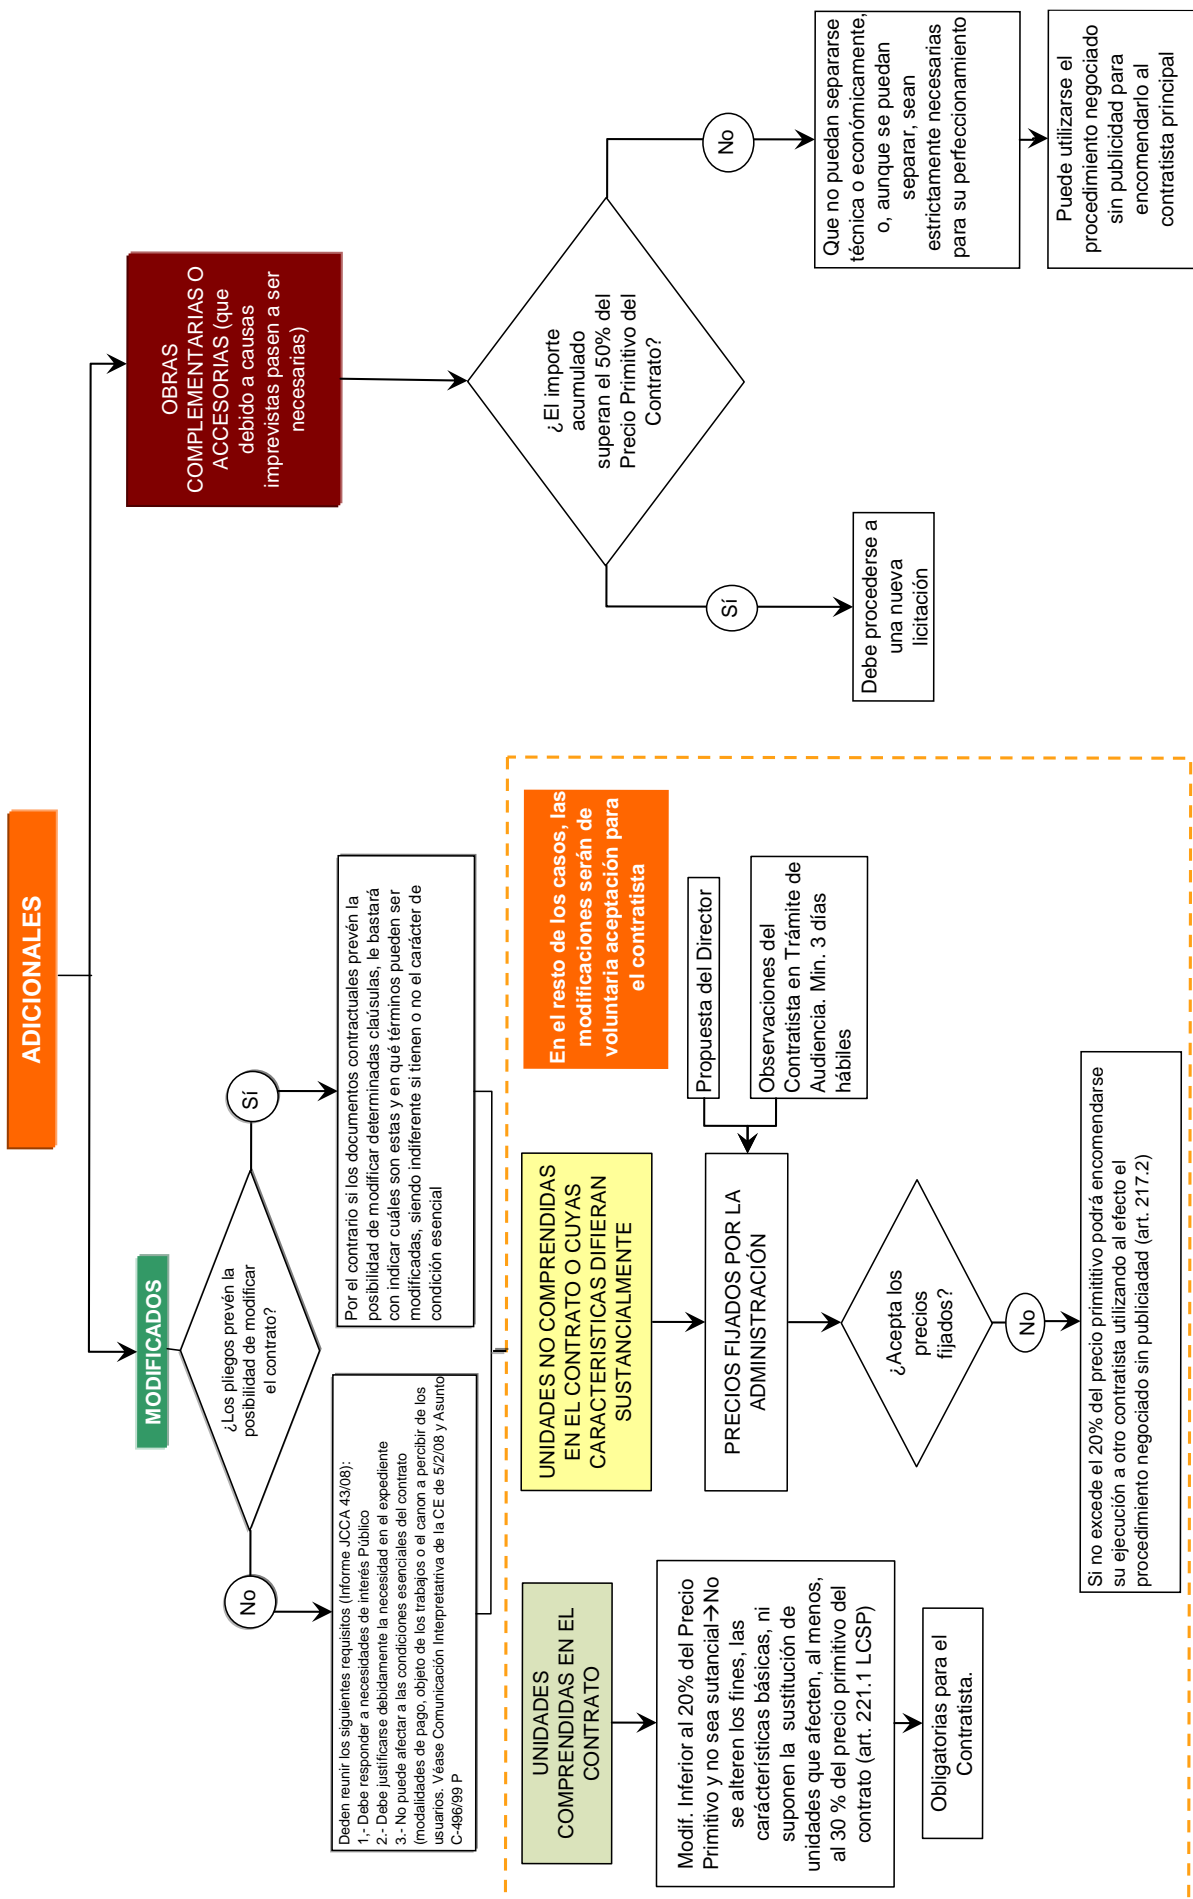 ADICIONALES
MODIFICADOS
¿Los pliegos prevén la
posibilidad de modificar
el contrato?
No
Sí
Deden reunir los siguientes requisitos (Informe JCCA 43/08):
1,- Debe responder a necesidades de interés Público
2.- Debe justificarse debidamente la necesidad en el expediente
3.- No puede afectar a las condiciones esenciales del contrato
(modalidades de pago, objeto de los trabajos o el canon a percibir de los
usuarios. Véase Comunicación Interpretativa de la CE de 5/2/08 y Asunto
C-496/99 P
Por el contrario si los documentos contractuales prevén la
posibilidad de modificar determinadas claúsulas, le bastará
con indicar cuáles son estas y en qué términos pueden ser
modificadas, siendo indiferente si tienen o no el carácter de
condición esencial
OBRAS
COMPLEMENTARIAS O
ACCESORIAS (que
debido a causas
imprevistas pasen a ser
necesarias)
¿El importe
acumulado
superan el 50% del
Precio Primitivo del
Contrato?
Sí
No
Debe procederse a
una nueva
licitación
Que no puedan separarse
técnica o económicamente,
o, aunque se puedan
separar, sean
estrictamente necesarias
para su perfeccionamiento
Puede utilizarse el
procedimiento negociado
sin publicidad para
encomendarlo al
contratista principal
UNIDADES
COMPRENDIDAS EN EL
CONTRATO
Modif. Inferior al 20% del Precio
Primitivo y no sea sutancial→No
se alteren los fines, las
carácterísticas básicas, ni
suponen la sustitución de
unidades que afecten, al menos,
al 30 % del precio primitivo del
contrato (art. 221.1 LCSP)
Obligatorias para el
Contratista.
UNIDADES NO COMPRENDIDAS
EN EL CONTRATO O CUYAS
CARACTERISTICAS DIFIERAN
SUSTANCIALMENTE
PRECIOS FIJADOS POR LA
ADMINISTRACIÓN
¿Acepta los
precios
fijados?
No
Si no excede el 20% del precio primititivo podrá encomendarse
su ejecución a otro contratista utilizando al efecto el
procedimiento negociado sin publiciadad (art. 217.2)
En el resto de los casos, las
modificaciones serán de
voluntaria aceptación para
el contratista
Propuesta del Director
Observaciones del
Contratista en Trámite de
Audiencia. Min. 3 días
hábiles